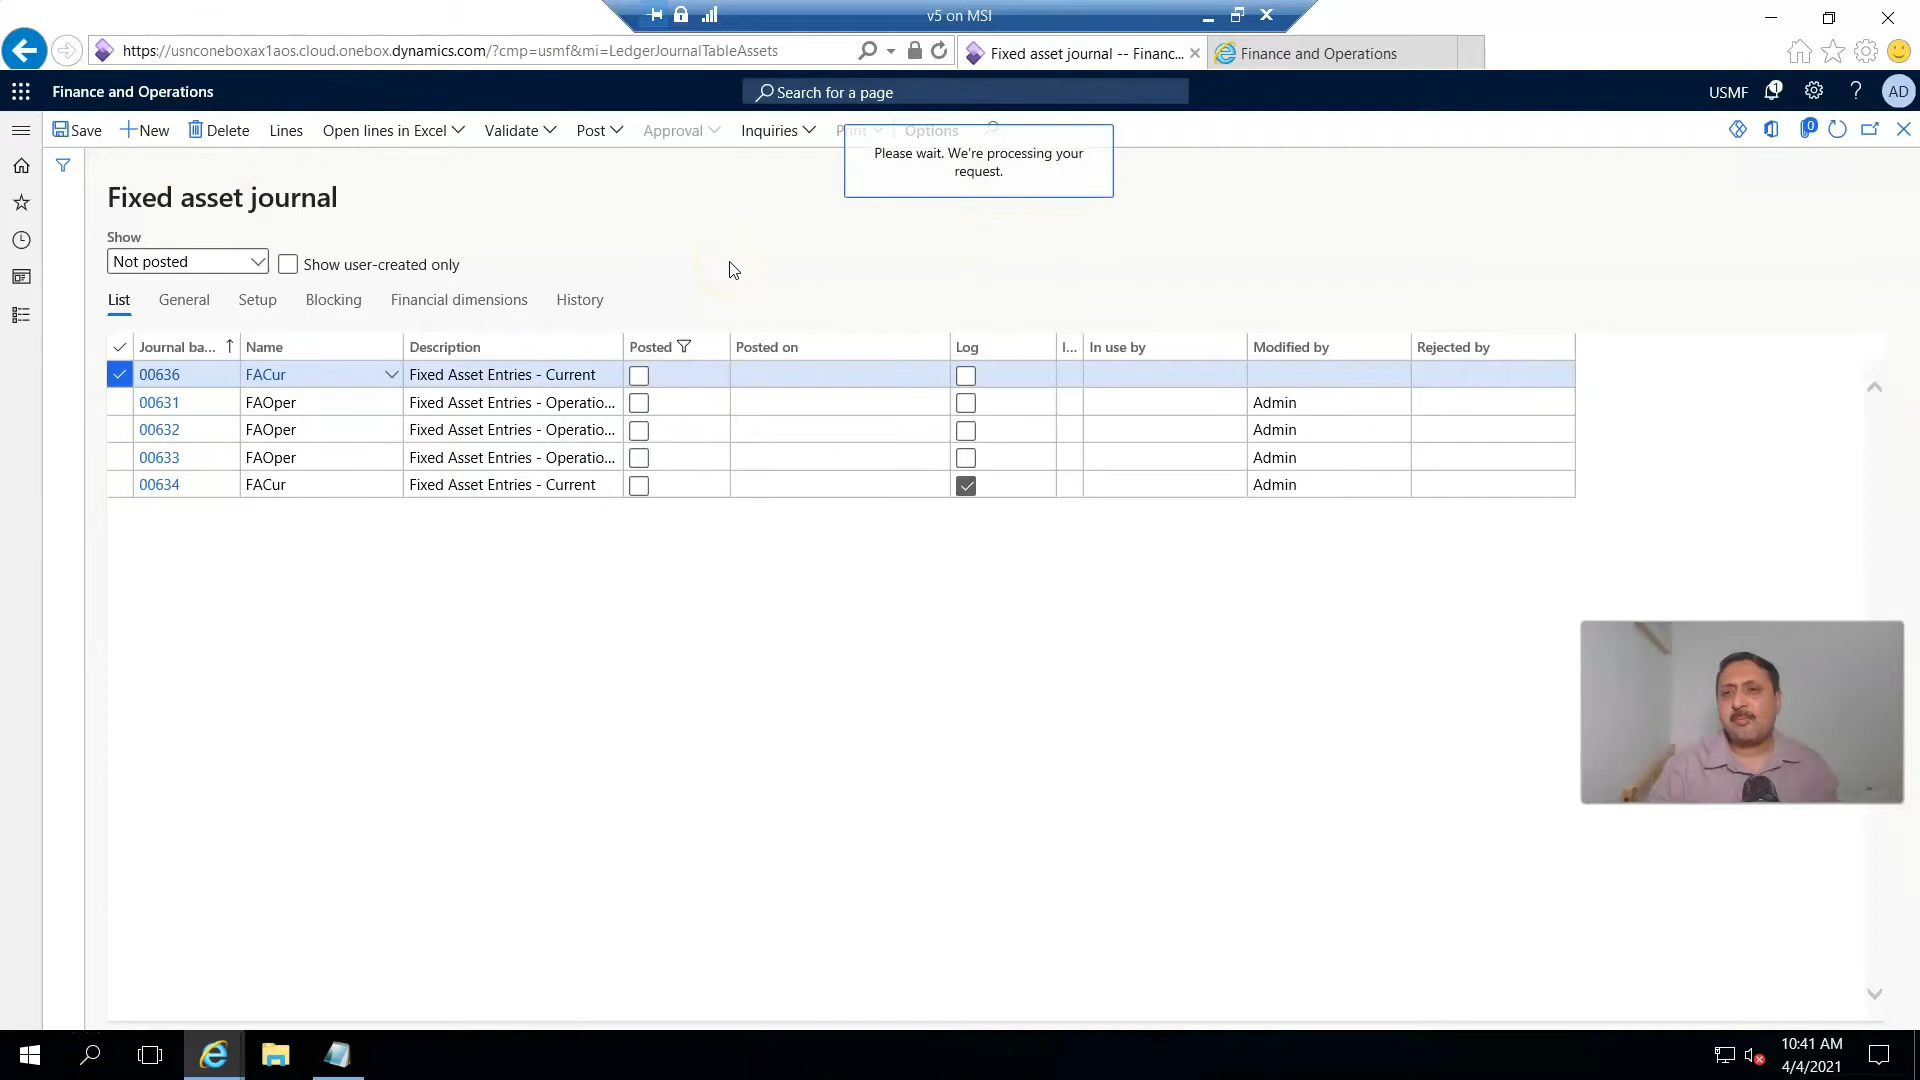 v5 on MSI
https://usnconeboxax1aos.cloud.onebox.dynamics.com/?cmp=usmf&mi=LedgerJournalTableAssets
Fixed asset journal -- Financ...
Finance and Operations
Finance and Operations
Search for a page
USMF
1
AD
Save
New
Delete
Lines
Open lines in Excel
Validate
Post
Approval
Inquiries
Print
Options
0
Please wait. We're processing your
request.
Fixed asset journal
Show
Not posted
Show user-created only
List
General
Setup
Blocking
Financial dimensions
History
Journal ba... Name Description Posted Posted on Log I... In use by Modified by Rejected by
00636 FACur Fixed Asset Entries - Current
00631 FAOper Fixed Asset Entries - Operatio... Admin
00632 FAOper Fixed Asset Entries - Operatio... Admin
00633 FAOper Fixed Asset Entries - Operatio... Admin
00634 FACur Fixed Asset Entries - Current Admin
10:41 AM
4/4/2021